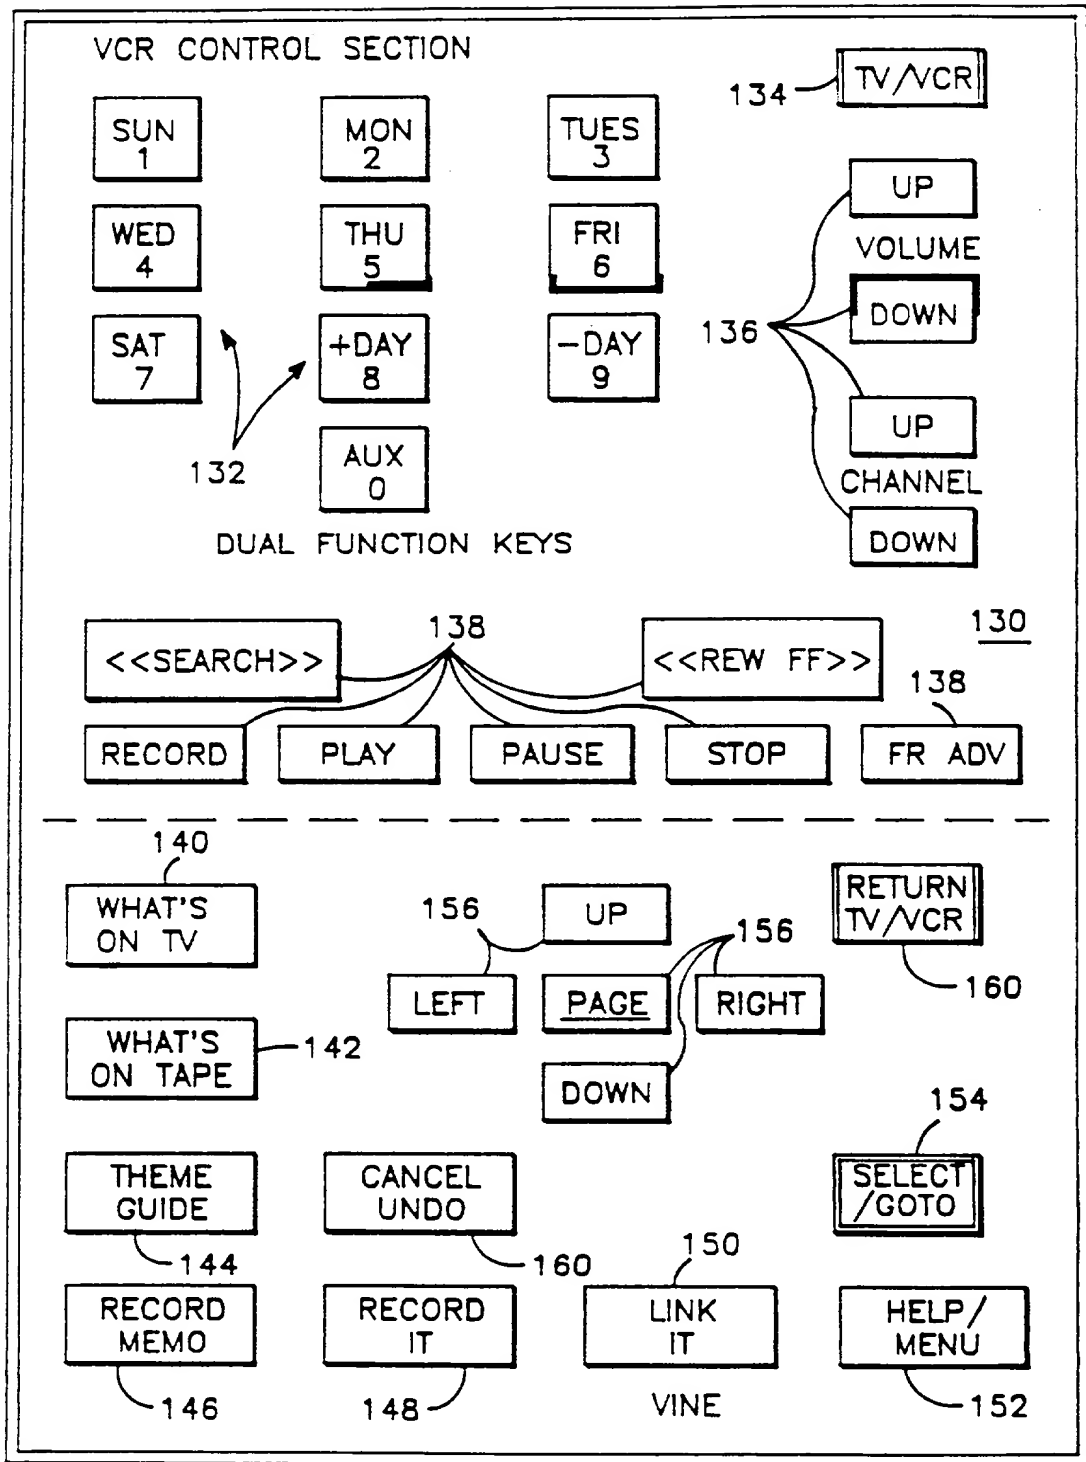 VCR CONTROL SECTION
134
TV/VCR
SUN
1
MON
2
TUES
3
UP
WED
4
THU
5
FRI
6
VOLUME
136
DOWN
SAT
7
+DAY
8
-DAY
9
UP
132
AUX
0
CHANNEL
DUAL FUNCTION KEYS
DOWN
130
138
<<SEARCH>>
<<REW FF>>
138
RECORD
PLAY
PAUSE
STOP
FR ADV
140
WHAT'S
ON TV
156
UP
156
RETURN
TV/VCR
160
LEFT
PAGE
RIGHT
WHAT'S
ON TAPE
142
DOWN
154
THEME
GUIDE
CANCEL
UNDO
SELECT
/GOTO
144
160
150
RECORD
MEMO
RECORD
IT
LINK
IT
HELP/
MENU
146
148
VINE
152